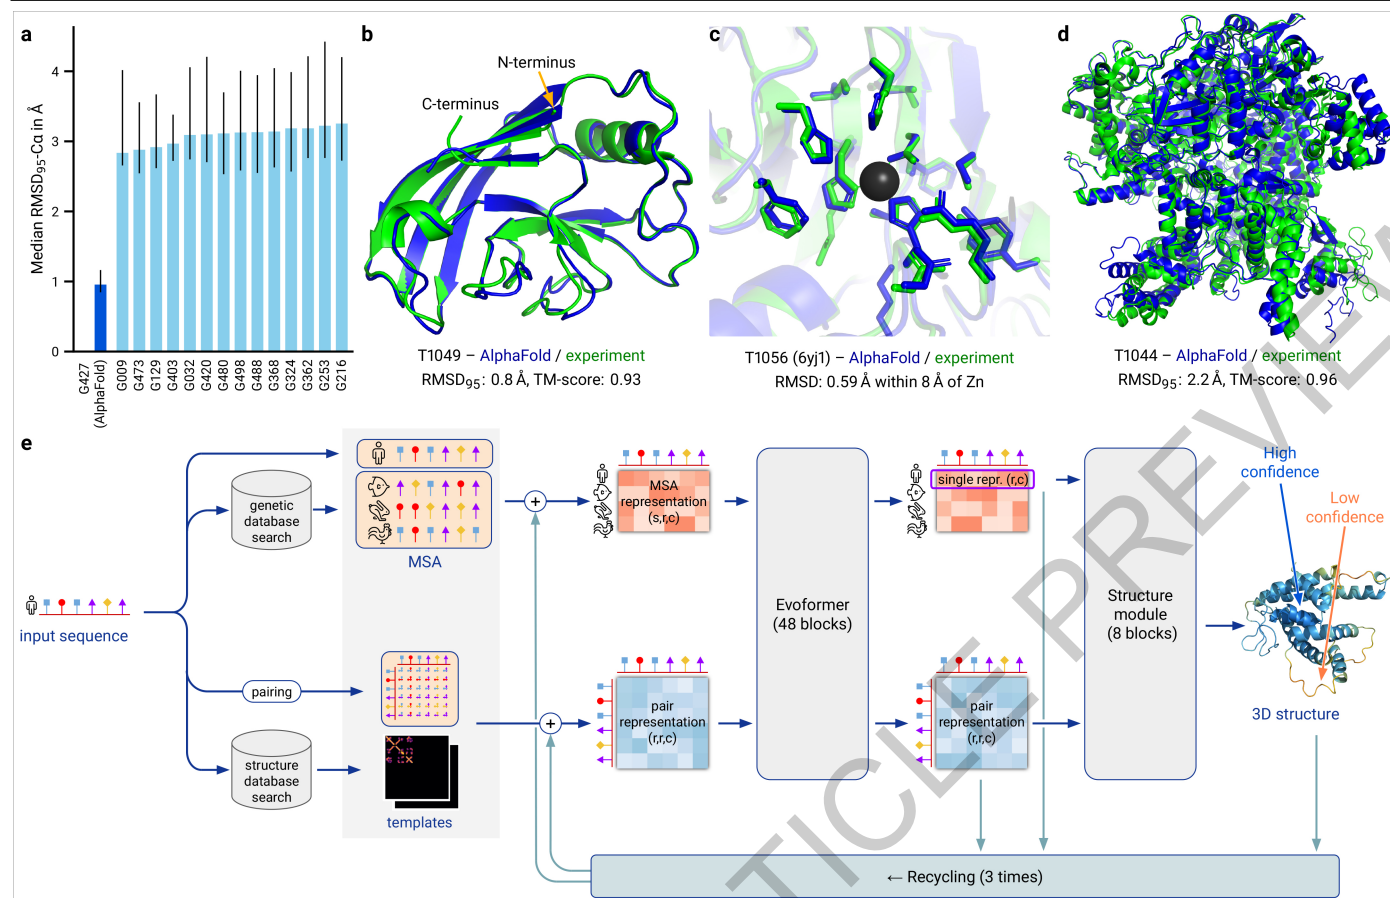 a
Median RMSD95-Cα in Å
4
3
2
1
0
G427
(AlphaFold)
G009
G473
G129
G403
G032
G420
G480
G498
G488
G368
G324
G362
G253
G216
b
N-terminus
C-terminus
T1049 – AlphaFold / experiment
RMSD95: 0.8 Å, TM-score: 0.93
c
T1056 (6yj1) – AlphaFold / experiment
RMSD: 0.59 Å within 8 Å of Zn
d
T1044 – AlphaFold / experiment
RMSD95: 2.2 Å, TM-score: 0.96
e
input sequence
genetic
database
search
pairing
structure
database
search
MSA
templates
+
+
MSA
representation
(s,r,c)
pair
representation
(r,r,c)
Evoformer
(48 blocks)
single repr. (r,c)
pair
representation
(r,r,c)
Structure
module
(8 blocks)
High
confidence
Low
confidence
3D structure
← Recycling (3 times)
TICLE PREVIEW